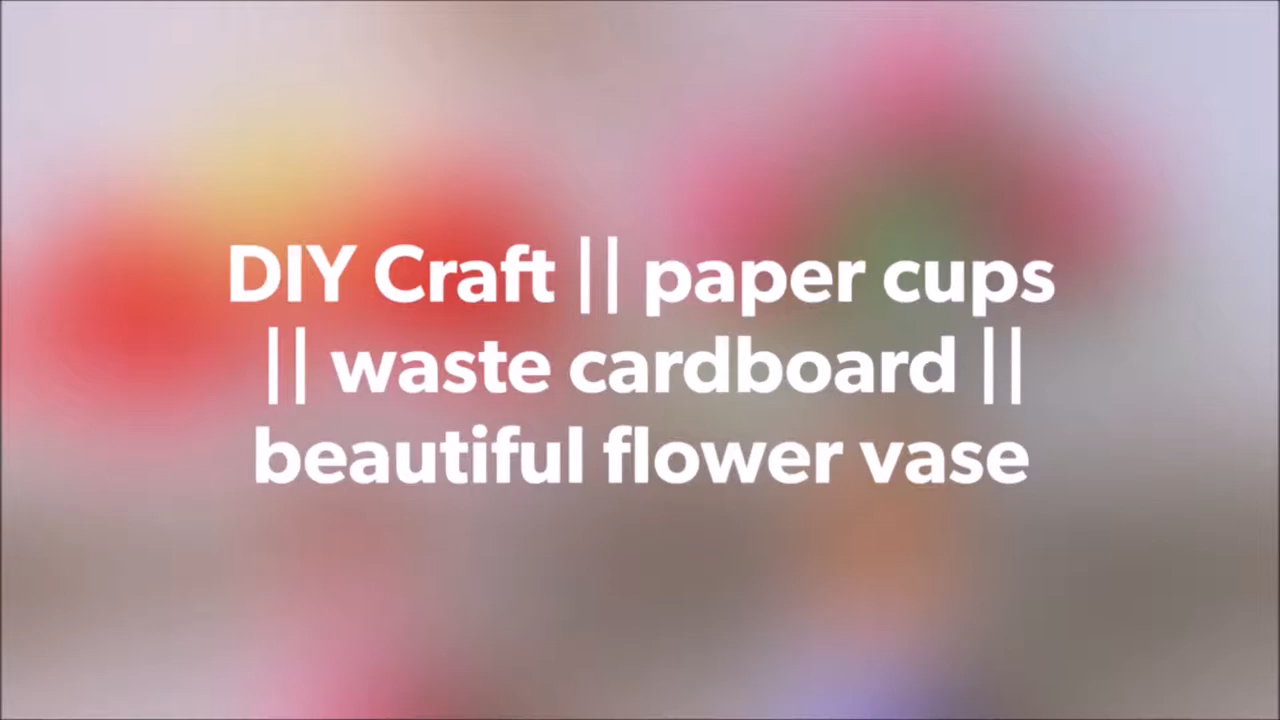 DIY Craft || paper cups
|| waste cardboard ||
beautiful flower vase